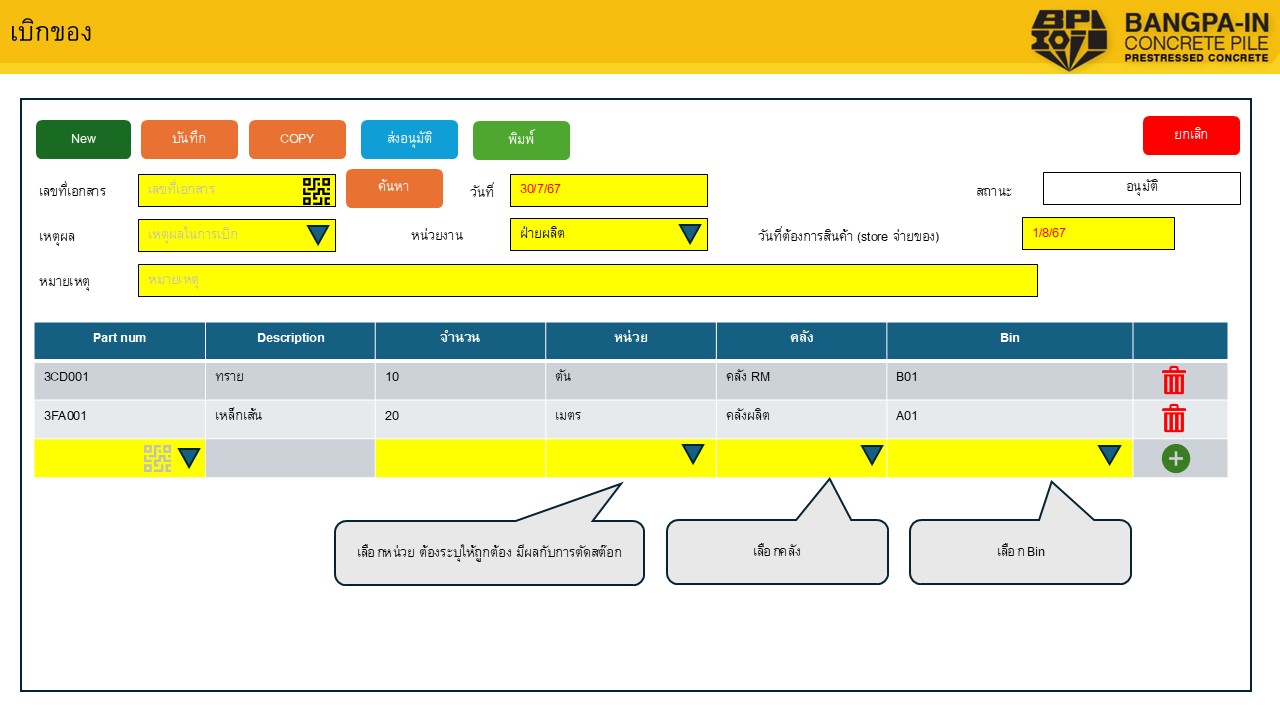 เบิกของ
BPI
BANGPA-IN
CONCRETE PILE
PRESTRESSED CONCRETE
New บันทึก COPY ส่งอนุมัติ พิมพ์ ยกเลิก
เลขที่เอกสาร เลขที่เอกสาร ค้นหา วันที่ 30/7/67 สถานะ อนุมัติ
เหตุผล เหตุผลในการเบิก หน่วยงาน ฝ่ายผลิต วันที่ต้องการสินค้า (store จ่ายของ) 1/8/67
หมายเหตุ หมายเหตุ
Part num Description จำนวน หน่วย คลัง Bin
3CD001 ทราย 10 ตัน คลัง RM B01
3FA001 เหล็กเส้น 20 เมตร คลังผลิต A01
เลือกหน่วย ต้องระบุให้ถูกต้อง มีผลกับการตัดสต๊อก เลือกคลัง เลือก Bin